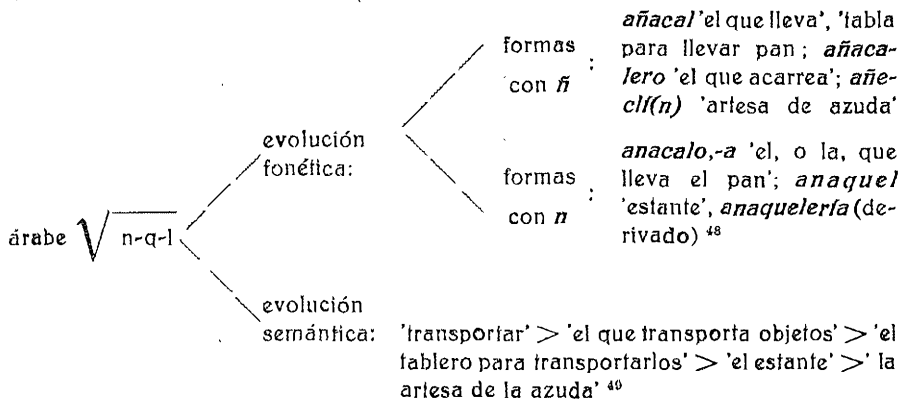 añacal 'el que lleva', 'tabla
para llevar pan ; añaca-
lero 'el que acarrea'; añe-
clí(n) 'artesa de azuda'
formas
con ñ :
evolución
fonética:
anacalo,-a 'el, o la, que
lleva el pan'; anaquel
'estante', anaquelería (de-
rivado) 48
formas
con n :
árabe √ n-q-l
evolución
semántica: 'transportar' > 'el que transporta objetos' > 'el
tablero para transportarlos' > 'el estante' >' la
artesa de la azuda' 49